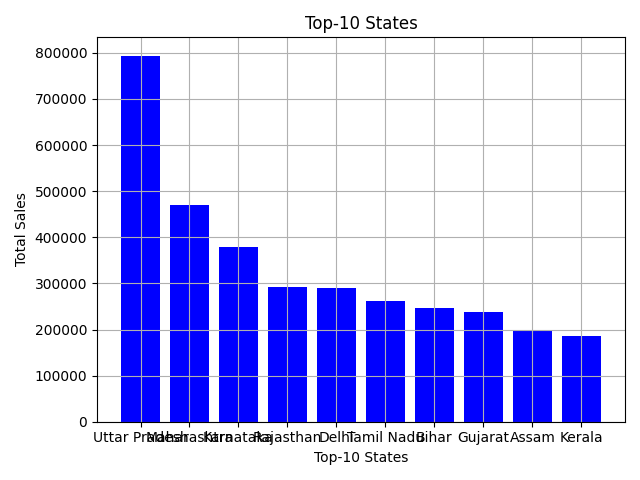 Top-10 States
Total Sales
800000
700000
600000
500000
400000
300000
200000
100000
0
Uttar Pradesh Maharashtra Karnataka Rajasthan Delhi Tamil Nadu Bihar Gujarat Assam Kerala
Top-10 States